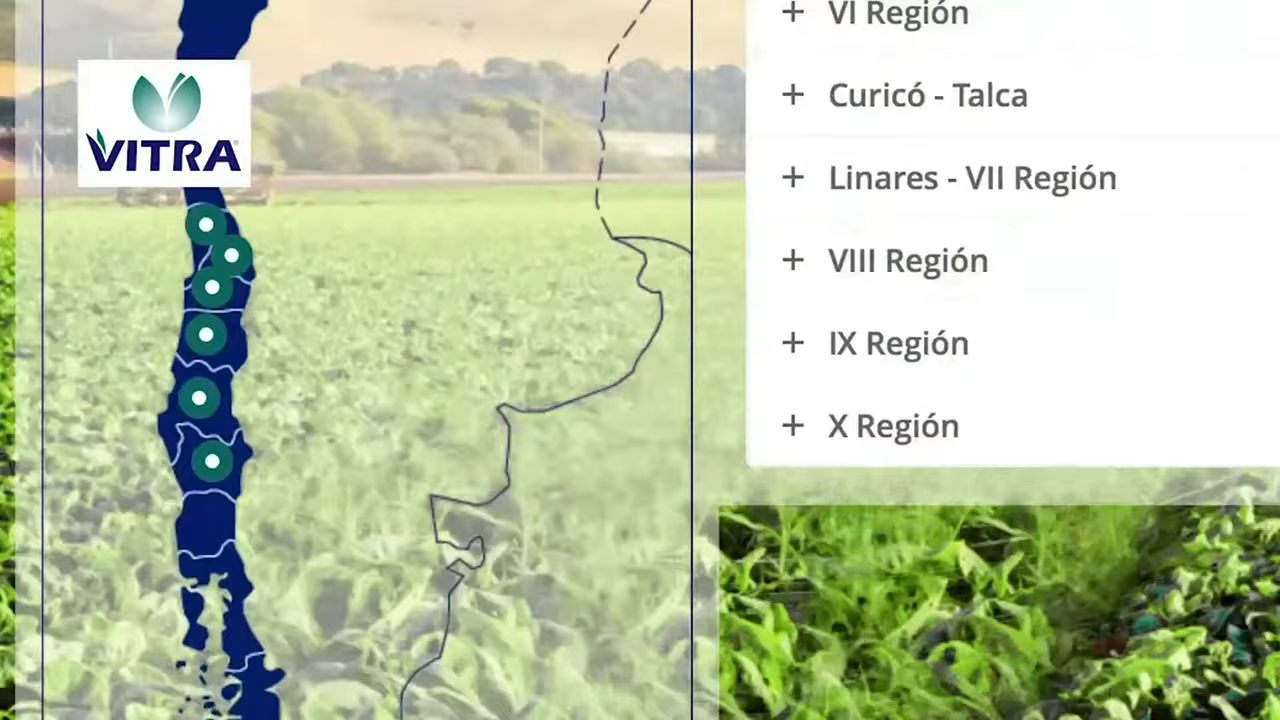 VITRA
+ VI Región
+ Curicó - Talca
+ Linares - VII Región
+ VIII Región
+ IX Región
+ X Región